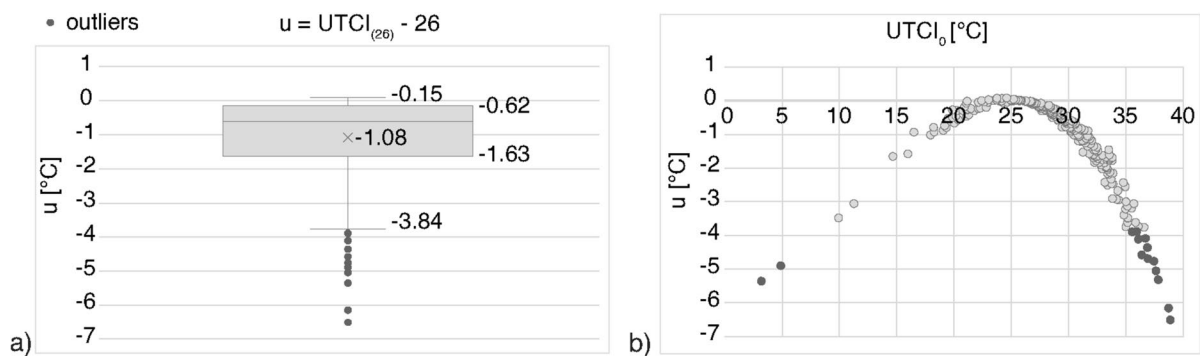 • outliers
u = UTCI(26) - 26
1
0
-1
-2
-3
-4
-5
-6
-7
u [°C]
-0.15
-0.62
×-1.08
-1.63
-3.84
a)
UTCI0 [°C]
1
0
-1
-2
-3
-4
-5
-6
-7
u [°C]
0 5 10 15 20 25 30 35 40
b)